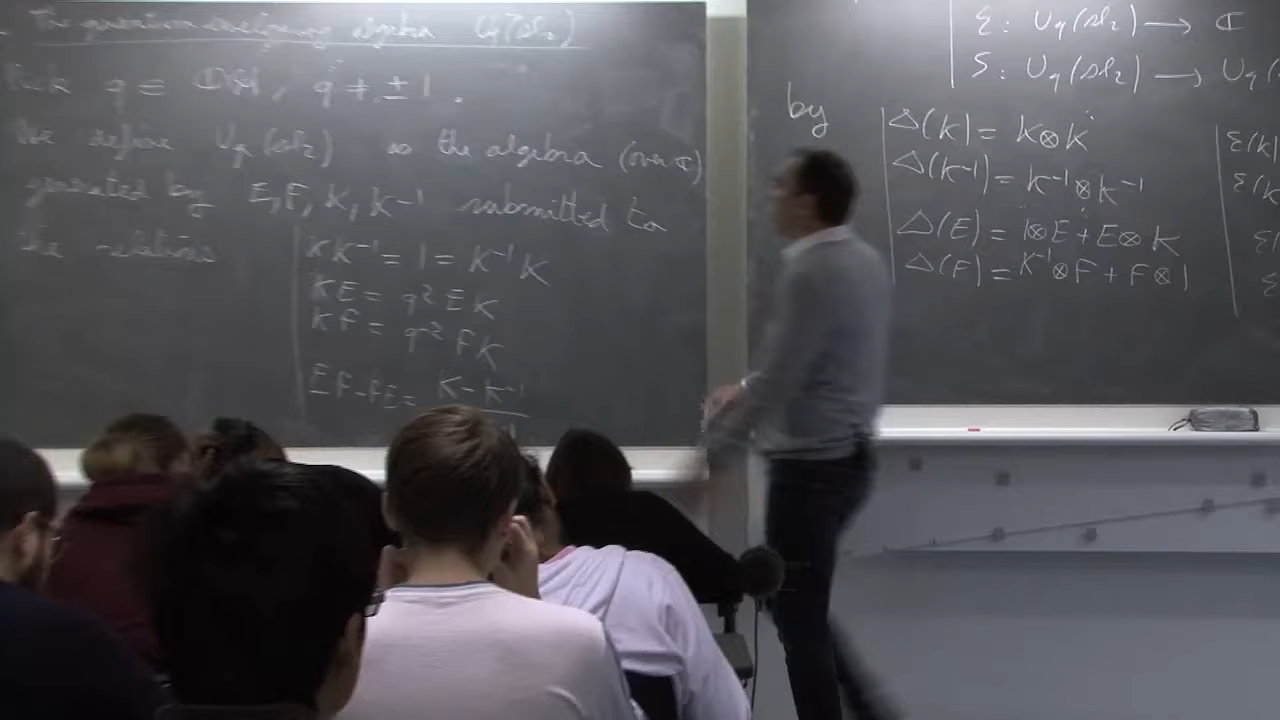 The quantum enveloping algebra Uq(sl₂)
Pick q ∈ ℂ\{0}, q ≠ ±1.
We define Uq(sl₂) as the algebra (over ℂ)
generated by E, F, K, K⁻¹ submitted to
the relations
KK⁻¹ = 1 = K⁻¹K
KE = q²EK
KF = q⁻²FK
EF-FE = K-K⁻¹
ε: Uq(sl₂) → ℂ
S: Uq(sl₂) → Uq(s
by
Δ(K) = K⊗K
Δ(K⁻¹) = K⁻¹⊗K⁻¹
Δ(E) = 1⊗E + E⊗K
Δ(F) = K⁻¹⊗F + F⊗1
ε(K)
ε(K
ε(
ε